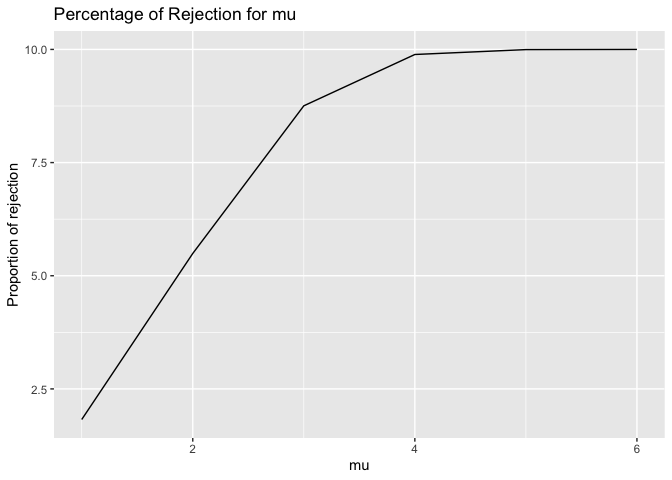 Percentage of Rejection for mu
10.0
7.5
5.0
2.5
Proportion of rejection
2 4 6
mu